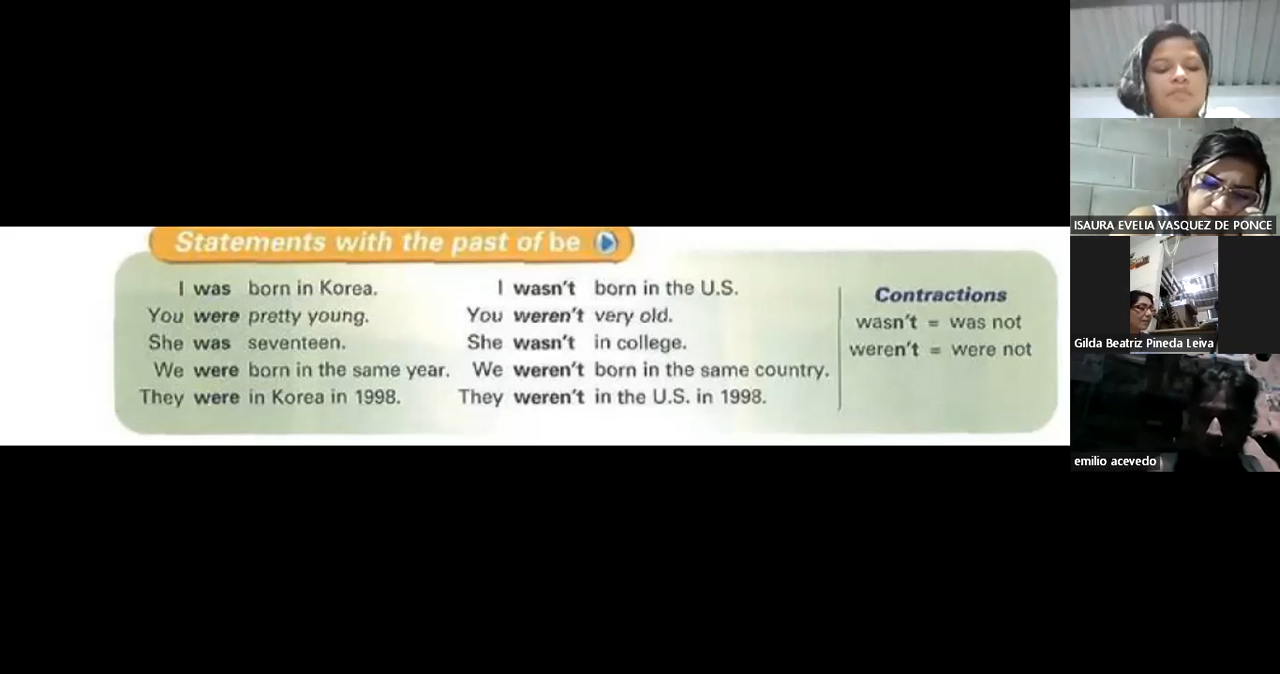 Statements with the past of be
I was born in Korea.
You were pretty young.
She was seventeen.
We were born in the same year.
They were in Korea in 1998.
I wasn't born in the U.S.
You weren't very old.
She wasn't in college.
We weren't born in the same country.
They weren't in the U.S. in 1998.
Contractions
wasn't = was not
weren't = were not
ISAURA EVELIA VASQUEZ DE PONCE
Gilda Beatriz Pineda Leiva
emilio acevedo